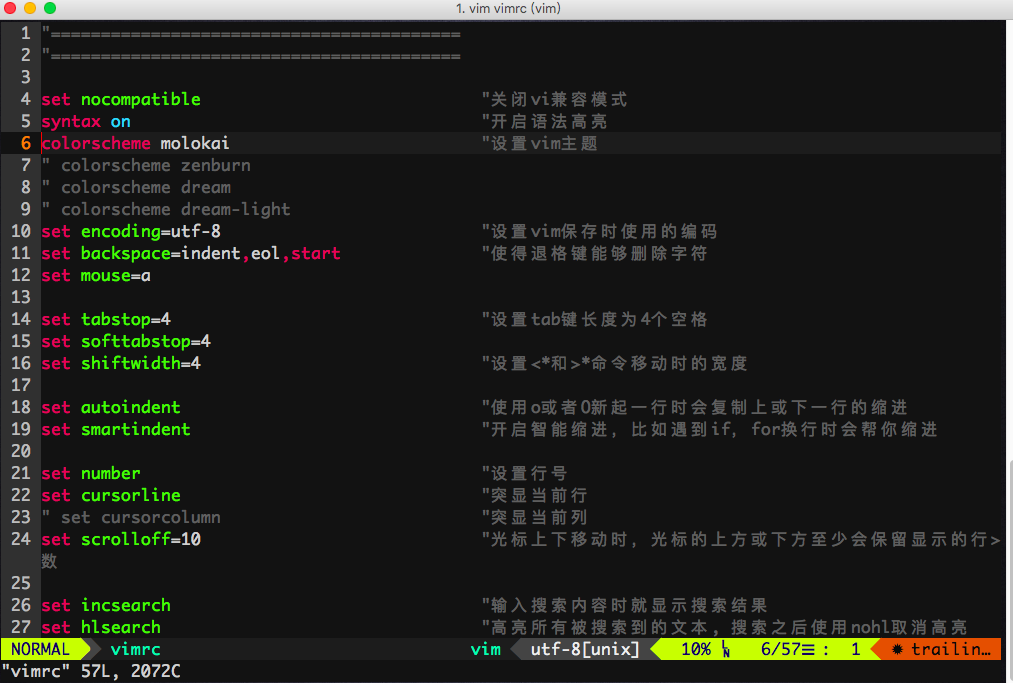 1. vim vimrc (vim)
1 "=========================================
2 "=========================================
3
4 set nocompatible "关闭vi兼容模式
5 syntax on "开启语法高亮
6 colorscheme molokai "设置vim主题
7 " colorscheme zenburn
8 " colorscheme dream
9 " colorscheme dream-light
10 set encoding=utf-8 "设置vim保存时使用的编码
11 set backspace=indent,eol,start "使得退格键能够删除字符
12 set mouse=a
13
14 set tabstop=4 "设置tab键长度为4个空格
15 set softtabstop=4
16 set shiftwidth=4 "设置<*和>*命令移动时的宽度
17
18 set autoindent "使用o或者O新起一行时会复制上或下一行的缩进
19 set smartindent "开启智能缩进, 比如遇到if, for换行时会帮你缩进
20
21 set number "设置行号
22 set cursorline "突显当前行
23 " set cursorcolumn "突显当前列
24 set scrolloff=10 "光标上下移动时, 光标的上方或下方至少会保留显示的行>
数
25
26 set incsearch "输入搜索内容时就显示搜索结果
27 set hlsearch "高亮所有被搜索到的文本, 搜索之后使用nohl取消高亮
NORMAL vimrc vim utf-8[unix] 10% ␤ 6/57☰ : 1 ✹ trailin…
"vimrc" 57L, 2072C